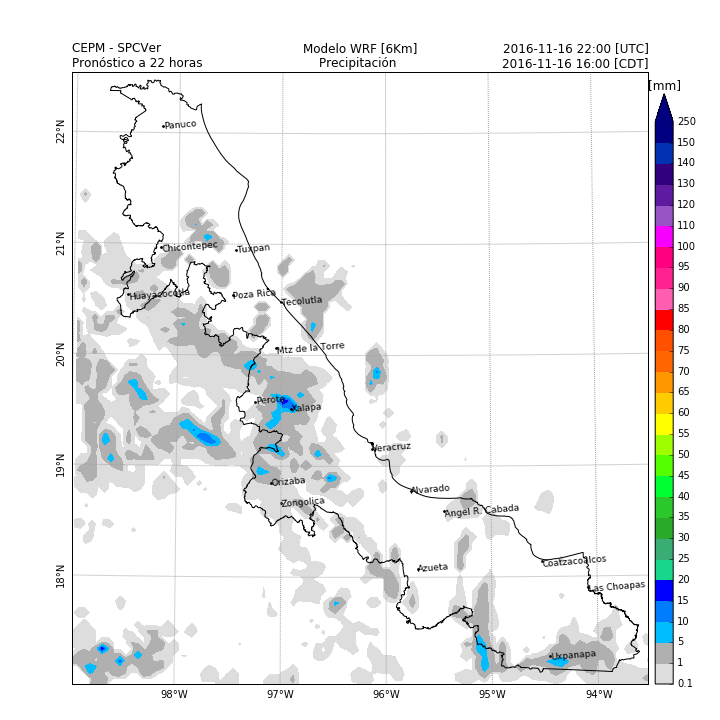 CEPM - SPCVer Modelo WRF [6Km] 2016-11-16 22:00 [UTC]
Pronóstico a 22 horas Precipitación 2016-11-16 16:00 [CDT]
[mm]
250
150
140
130
120
110
100
95
90
85
80
75
70
65
60
55
50
45
40
35
30
25
20
15
10
5
1
0.1
22°N
21°N
20°N
19°N
18°N
Panuco
Chicontepec
Tuxpan
Huayacocotla
Poza Rica
Tecolutla
Mtz de la Torre
Perote
Xalapa
Veracruz
Orizaba
Alvarado
Zongolica
Angel R. Cabada
Coatzacoalcos
Azueta
Las Choapas
Uxpanapa
98°W 97°W 96°W 95°W 94°W